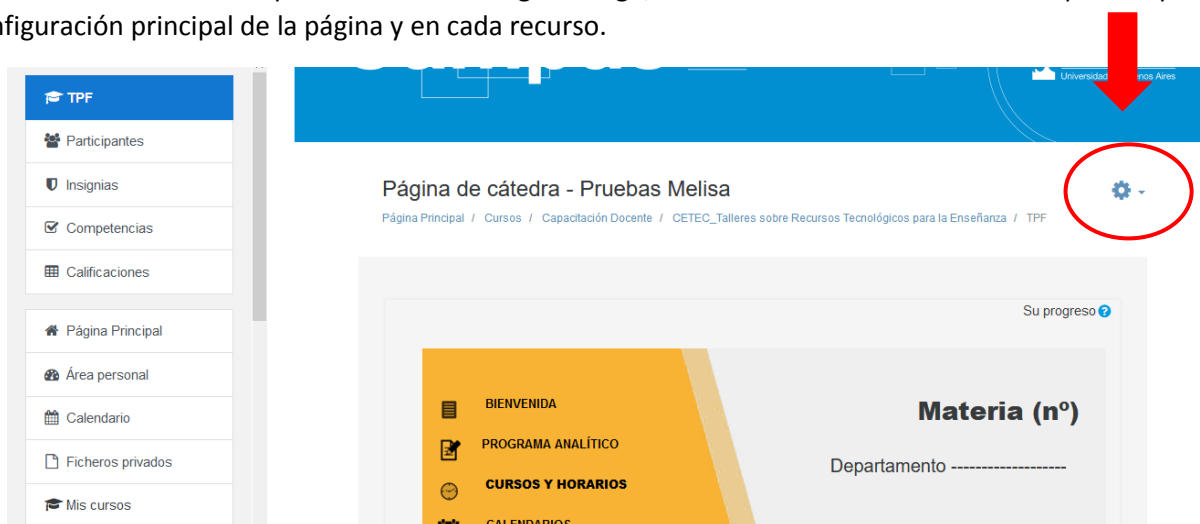 configuración principal de la página y en cada recurso.
Universidad de Buenos Aires
TPF
Participantes
Insignias
Competencias
Calificaciones
Página Principal
Área personal
Calendario
Ficheros privados
Mis cursos
Página de cátedra - Pruebas Melisa
Página Principal / Cursos / Capacitación Docente / CETEC_Talleres sobre Recursos Tecnológicos para la Enseñanza / TPF
Su progreso
BIENVENIDA
PROGRAMA ANALÍTICO
CURSOS Y HORARIOS
CALENDARIOS
Materia (nº)
Departamento -------------------